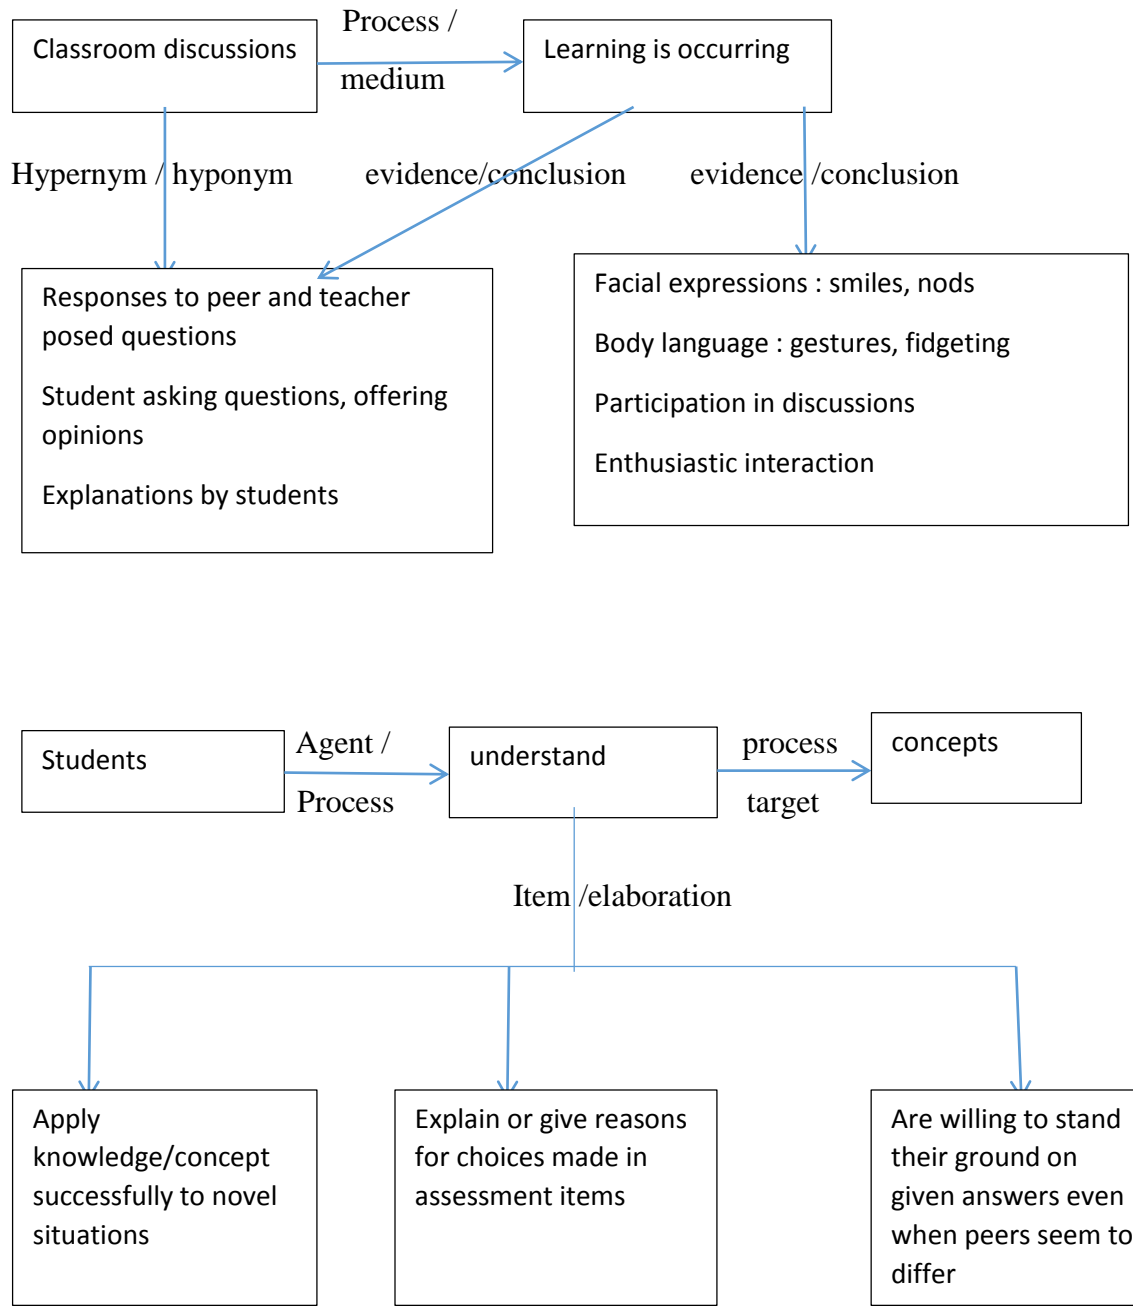 Classroom discussions
Process /
medium
Learning is occurring
Hypernym / hyponym
evidence/conclusion
evidence /conclusion
Responses to peer and teacher
posed questions
Student asking questions, offering
opinions
Explanations by students
Facial expressions : smiles, nods
Body language : gestures, fidgeting
Participation in discussions
Enthusiastic interaction
Students
Agent /
Process
understand
process
target
concepts
Item /elaboration
Apply
knowledge/concept
successfully to novel
situations
Explain or give reasons
for choices made in
assessment items
Are willing to stand
their ground on
given answers even
when peers seem to
differ